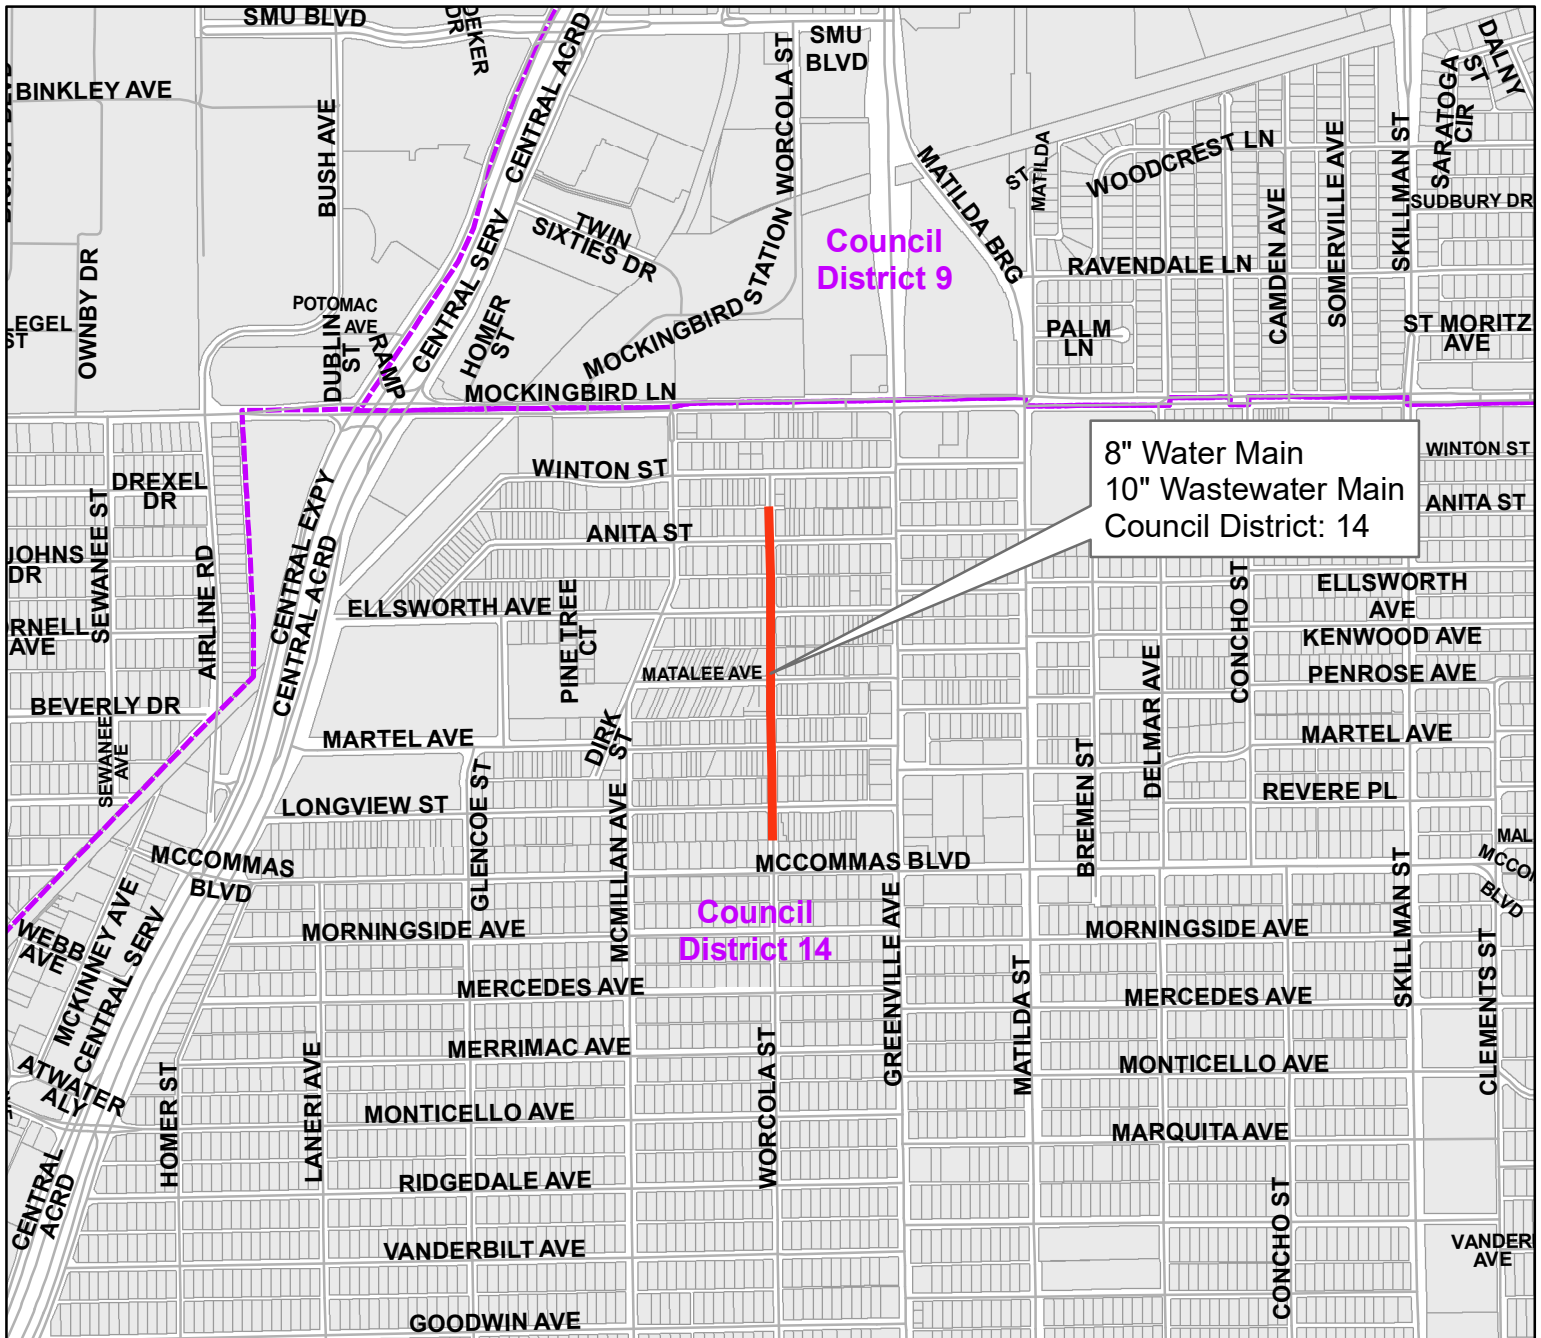 SMU BLVD
DR
CENTRAL ACRD
WORCOLA ST
SMU
BLVD
DALNY
ST
BINKLEY AVE
BUSH AVE
SARATOGA
CIR
SKILLMAN ST
SOMERVILLE AVE
WOODCREST LN
MATILDA
ST
MATILDA BRG
SUDBURY DR
CAMDEN AVE
TWIN
SIXTIES DR
CENTRAL SERV
Council
District 9
RAVENDALE LN
OWNBY DR
MOCKINGBIRD STATION
POTOMAC
AVE
EGEL
ST
DUBLIN
ST
RAMP
HOMER
ST
PALM
LN
ST MORITZ
AVE
MOCKINGBIRD LN
8" Water Main
10" Wastewater Main
Council District: 14
WINTON ST
WINTON ST
DREXEL
DR
SEWANEE ST
CENTRAL EXPY
CENTRAL ACRD
ANITA ST
ANITA ST
JOHNS
DR
AIRLINE RD
ELLSWORTH AVE
PINE TREE
CT
CONCHO ST
ELLSWORTH
AVE
RNELL
AVE
KENWOOD AVE
MATALEE AVE
PENROSE AVE
BEVERLY DR
SEWANEE
AVE
MARTEL AVE
DIRK
ST
DELMAR AVE
MARTEL AVE
BREMEN ST
LONGVIEW ST
GLENCOE ST
MCMILLAN AVE
REVERE PL
MAL
MCCOMMAS
BLVD
MCCOMMAS BLVD
SKILLMAN ST
BLVD
MCKINNEY AVE
CENTRAL SERV
WEBB
AVE
MORNINGSIDE AVE
Council
District 14
GREENVILLE AVE
MORNINGSIDE AVE
MERCEDES AVE
MATILDA ST
MERCEDES AVE
CLEMENTS ST
MERRIMAC AVE
WORCOLA ST
MONTICELLO AVE
ATWATER
ALY
HOMER ST
LANERI AVE
MONTICELLO AVE
MARQUITA AVE
CENTRAL
ACRD
RIDGEDALE AVE
CONCHO ST
VANDERBILT AVE
VANDER
AVE
GOODWIN AVE